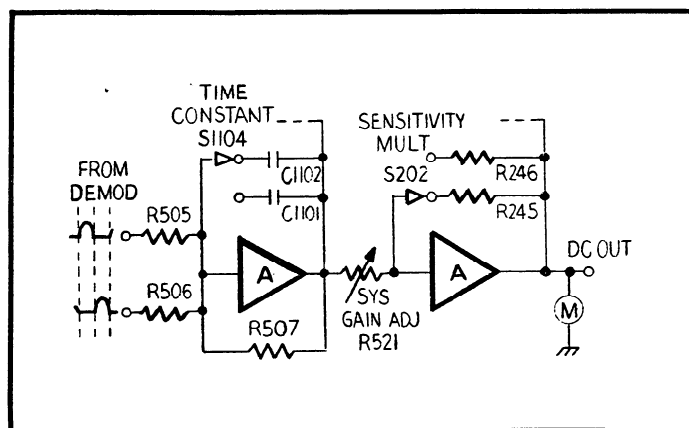 TIME
CONSTANT
S1104
C1102
C1101
FROM
DEMOD
R505
R506
A
R507
SYS
GAIN ADJ
R521
SENSITIVITY
MULT
S202
R246
R245
A
DC OUT
M